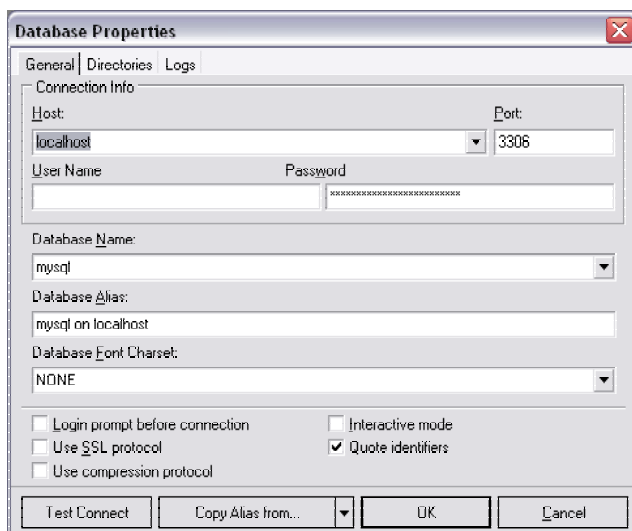 Database Properties
General Directories Logs
Connection Info
Host: Port:
localhost 3306
User Name Password
*************************
Database Name:
mysql
Database Alias:
mysql on localhost
Database Font Charset:
NONE
Login prompt before connection Interactive mode
Use SSL protocol Quote identifiers
Use compression protocol
Test Connect Copy Alias from... OK Cancel